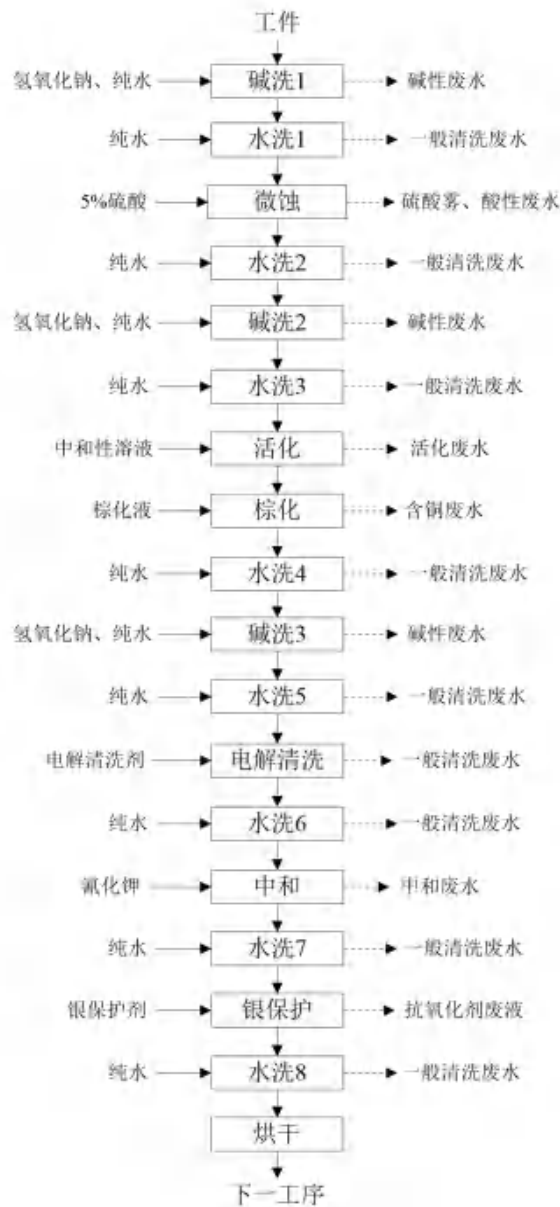 工件
氢氧化钠、纯水 碱洗1 碱性废水
纯水 水洗1 一般清洗废水
5%硫酸 微蚀 硫酸雾、酸性废水
纯水 水洗2 一般清洗废水
氢氧化钠、纯水 碱洗2 碱性废水
纯水 水洗3 一般清洗废水
中和性溶液 活化 活化废水
棕化液 棕化 含铜废水
纯水 水洗4 一般清洗废水
氢氧化钠、纯水 碱洗3 碱性废水
纯水 水洗5 一般清洗废水
电解清洗剂 电解清洗 一般清洗废水
纯水 水洗6 一般清洗废水
氰化钾 中和 中和废水
纯水 水洗7 一般清洗废水
银保护剂 银保护 抗氧化剂废液
纯水 水洗8 一般清洗废水
烘干
下一工序